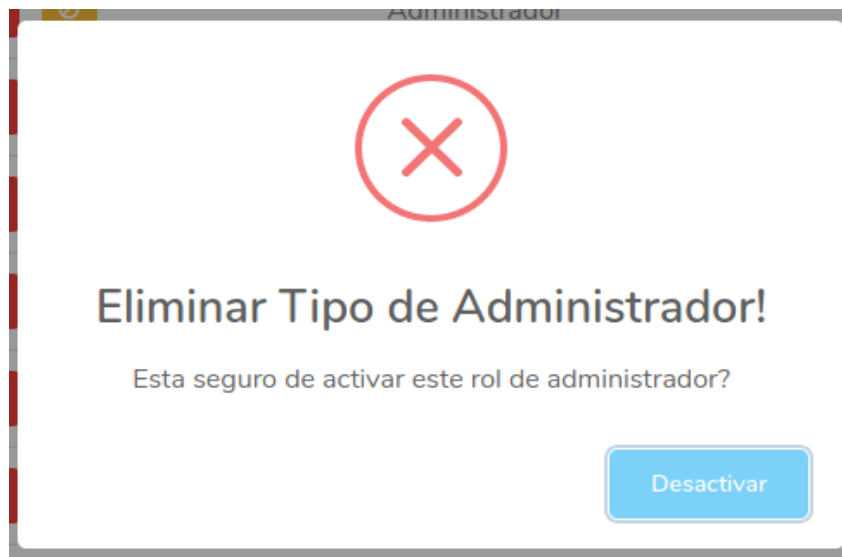 Administrador
Eliminar Tipo de Administrador!
Esta seguro de activar este rol de administrador?
Desactivar